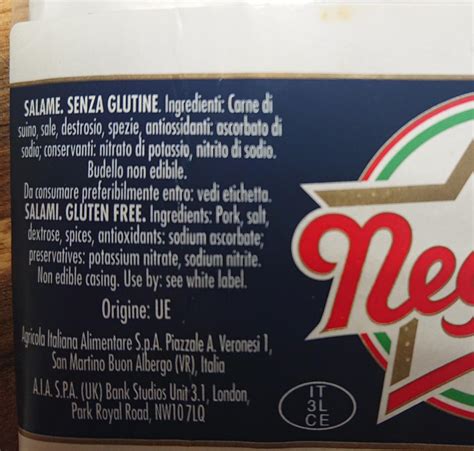 SALAME. SENZA GLUTINE. Ingredienti: Carne di
suino, sale, destrosio, spezie, antiossidanti: ascorbato di
sodio; conservanti: nitrato di potassio, nitrito di sodio.
Budello non edibile.
Da consumare preferibilmente entro: vedi etichetta.
SALAMI. GLUTEN FREE. Ingredients: Pork, salt,
dextrose, spices, antioxidants: sodium ascorbate;
preservatives: potassium nitrate, sodium nitrite.
Non edible casing. Use by: see white label.
Origine: UE
Agricola Italiana Alimentare S.p.A. Piazzale A. Veronesi 1,
San Martino Buon Albergo (VR), Italia
A.I.A. S.P.A. (UK) Bank Studios Unit 3.1, London,
Park Royal Road, NW10 7LQ
IT
3L
CE
Neg